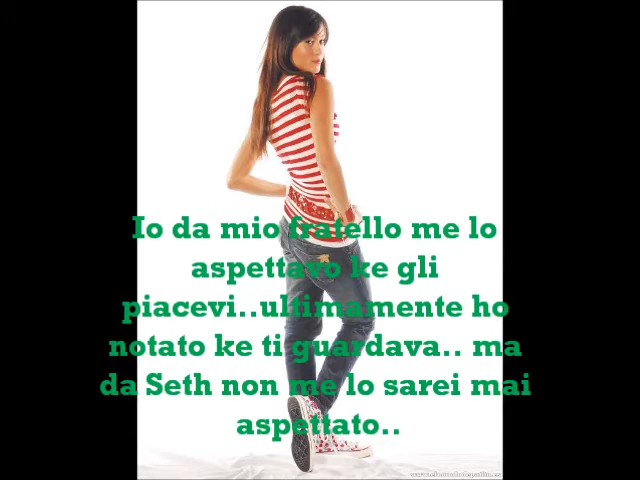 Io da mio fratello me lo
aspettavo ke gli
piacevi..ultimamente ho
notato ke ti guardava.. ma
da Seth non me lo sarei mai
aspettato..